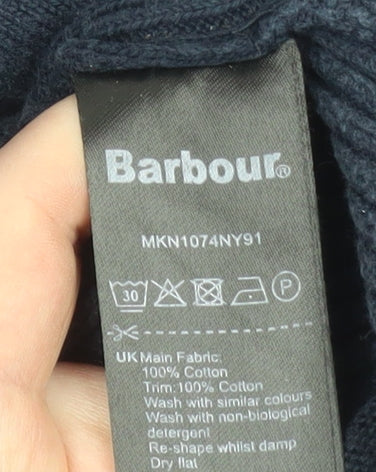 Barbour®
MKN1074NY91
30 P
UK Main Fabric:
100% Cotton
Trim: 100% Cotton
Wash with similar colours
Wash with non-biological
detergent
Re-shape whilst damp
Dry flat